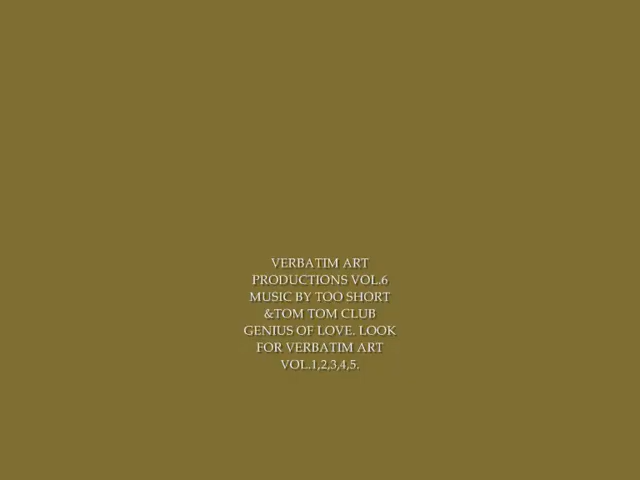 VERBATIM ART
PRODUCTIONS VOL.6
MUSIC BY TOO SHORT
&TOM TOM CLUB
GENIUS OF LOVE. LOOK
FOR VERBATIM ART
VOL.1,2,3,4,5.